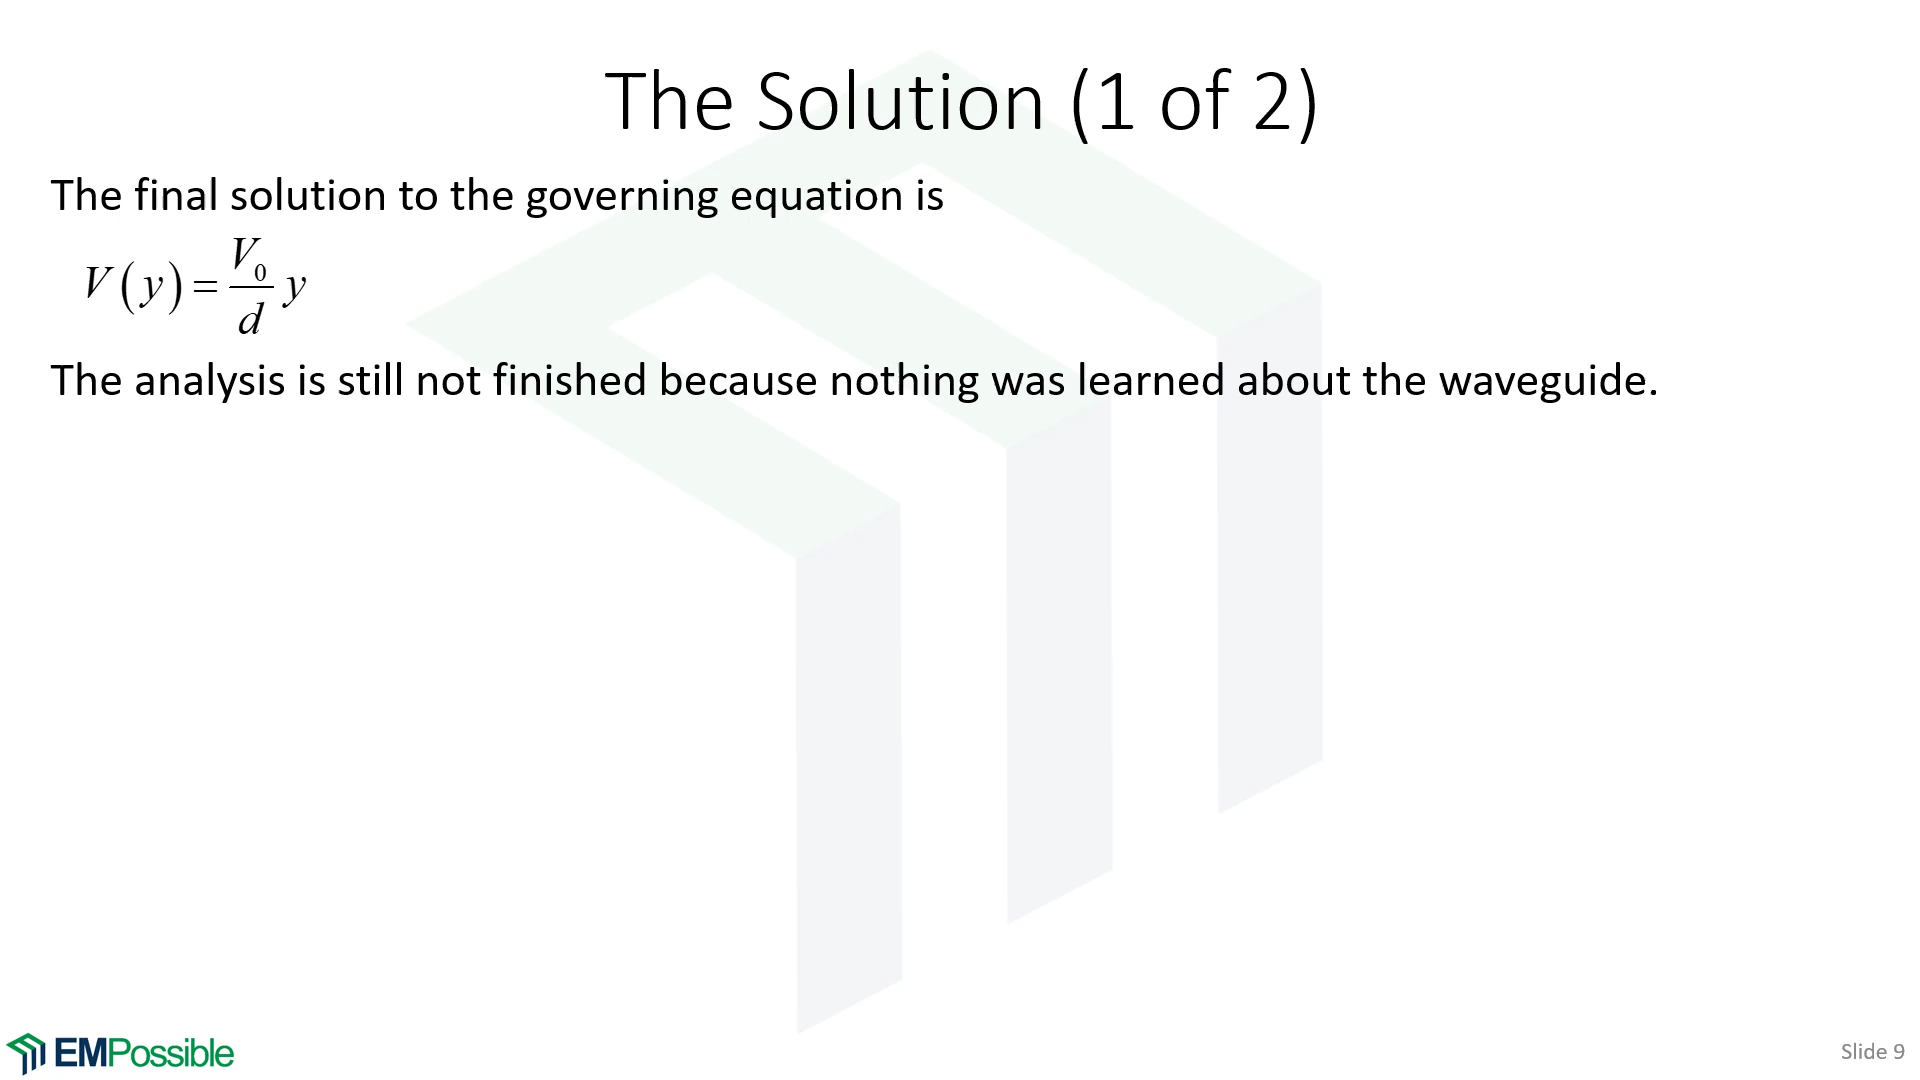 The Solution (1 of 2)
The final solution to the governing equation is
V(y) = V₀/d y
The analysis is still not finished because nothing was learned about the waveguide.
EMPossible
Slide 9